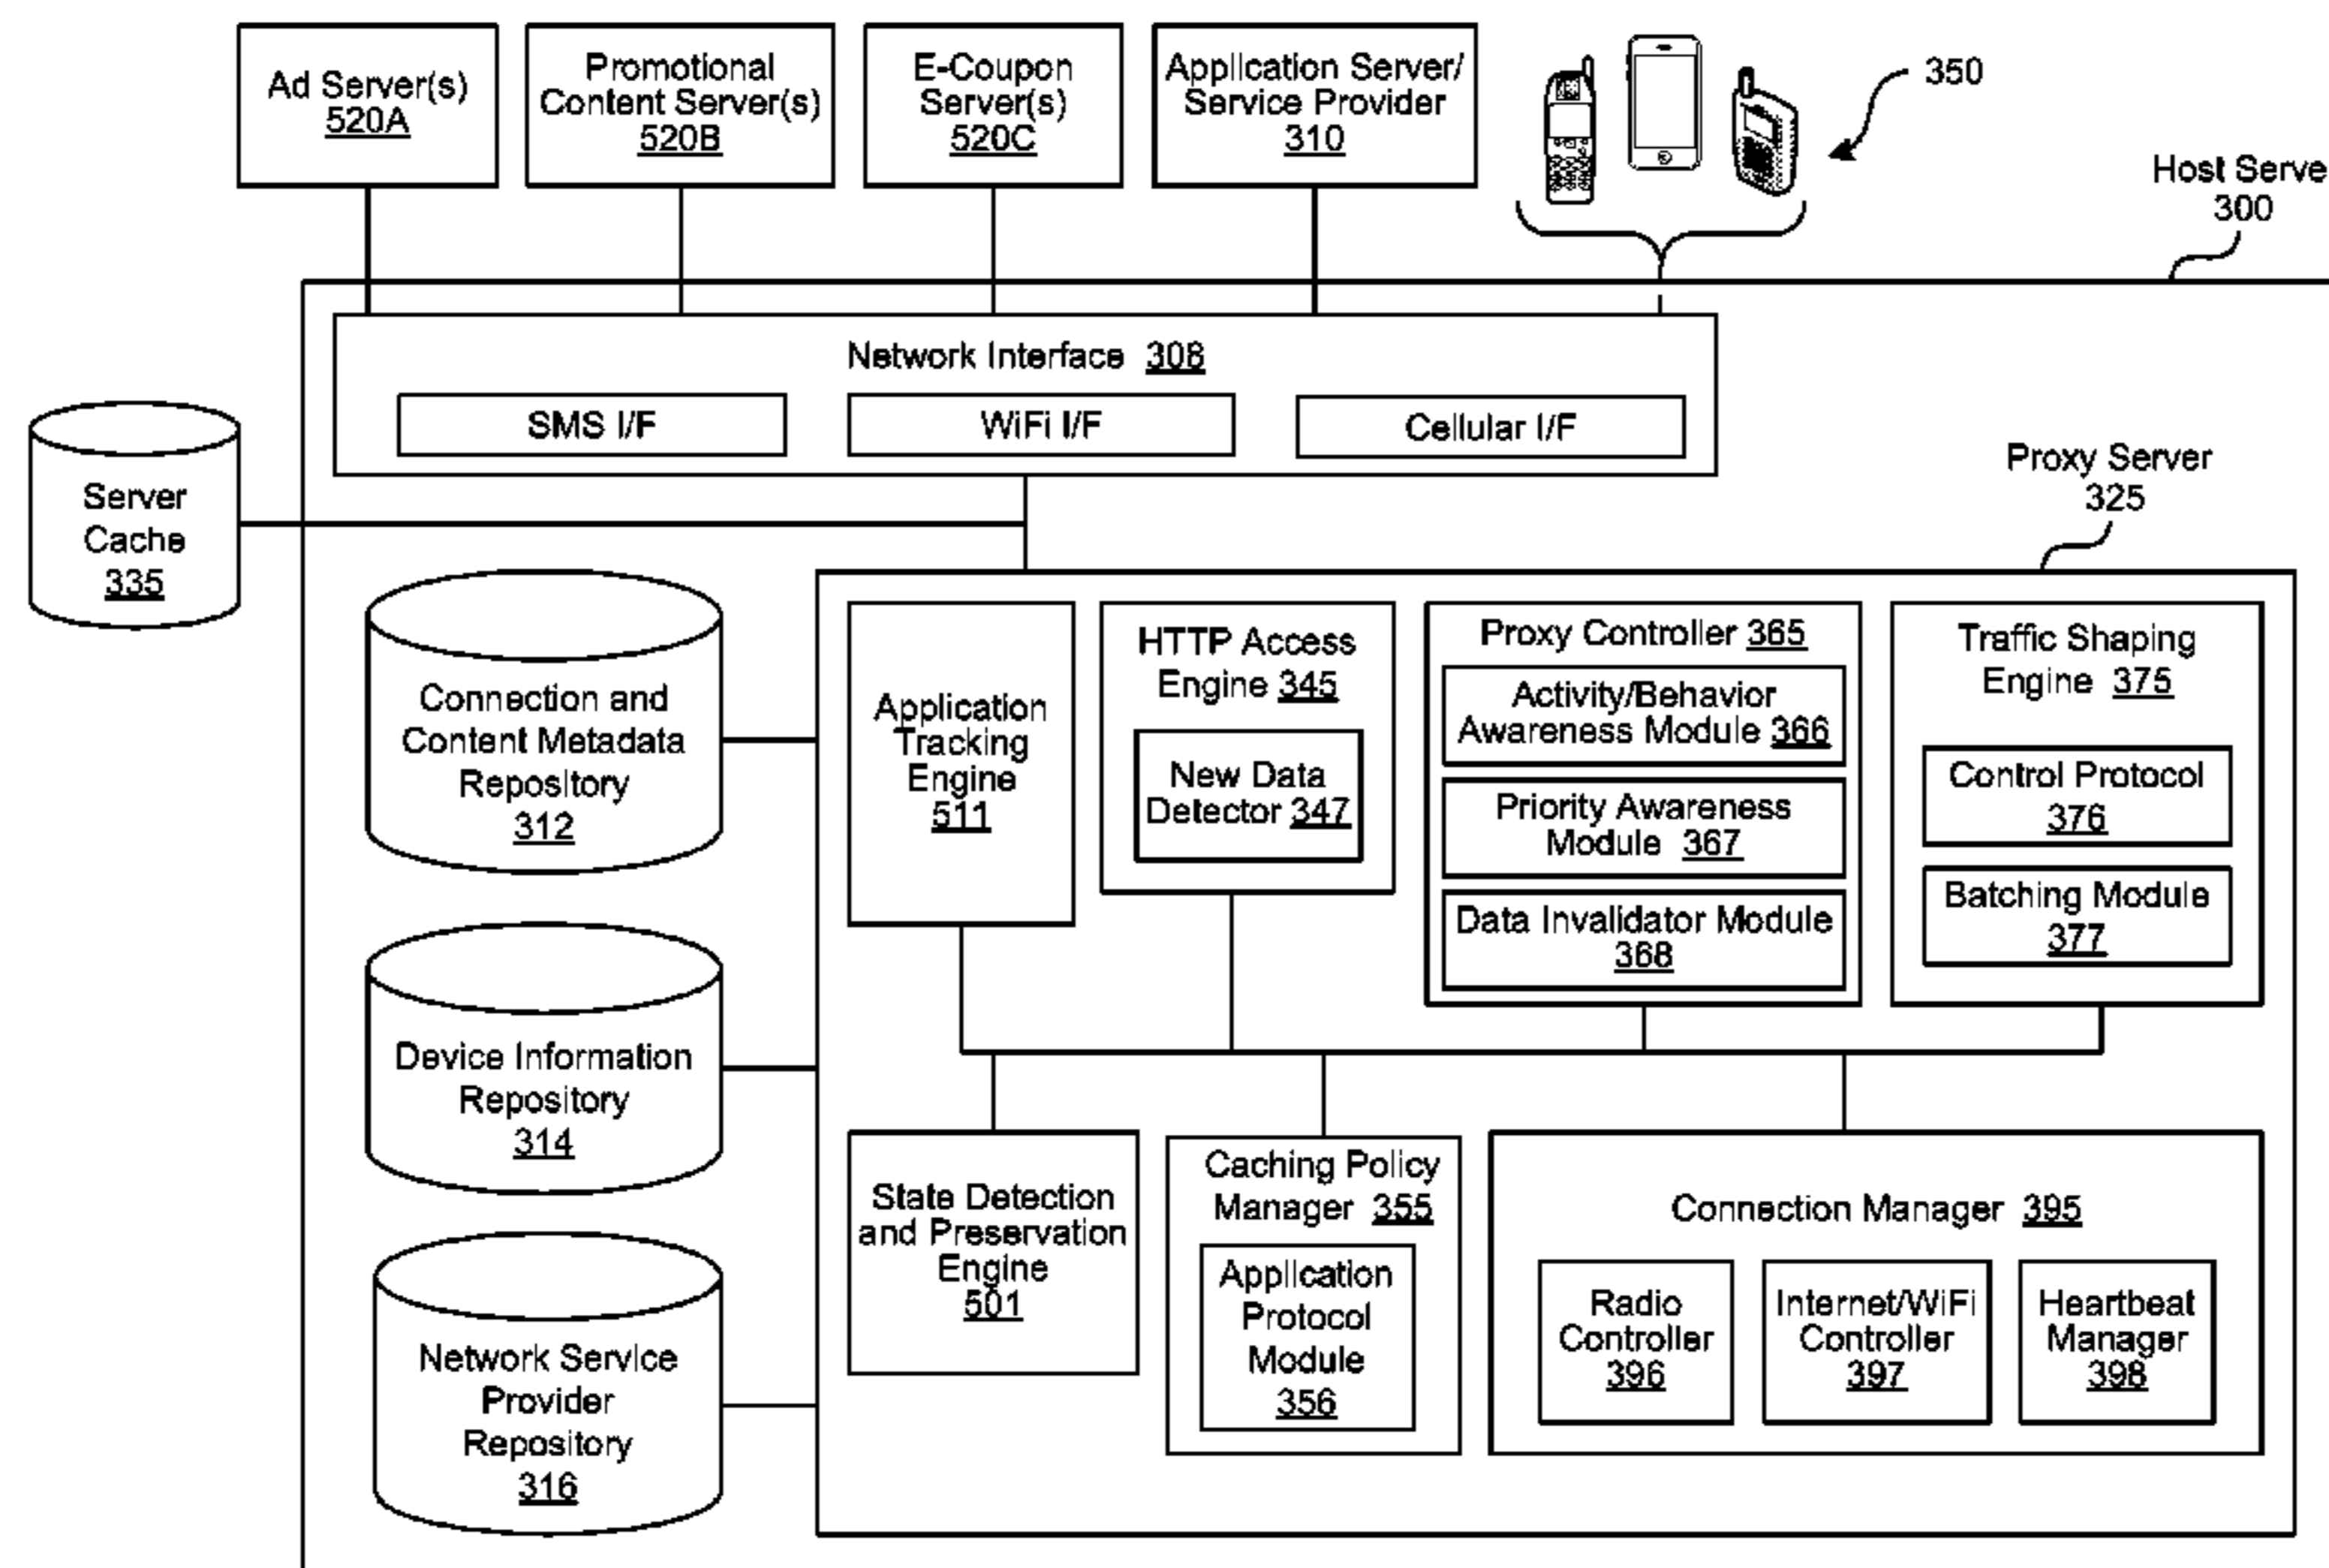 Ad Server(s)
520A
Promotional
Content Server(s)
520B
E-Coupon
Server(s)
520C
Application Server/
Service Provider
310
350
Host Serve
300
Network Interface 308
SMS I/F
WiFi I/F
Cellular I/F
Server
Cache
335
Proxy Server
325
Connection and
Content Metadata
Repository
312
Device Information
Repository
314
Network Service
Provider
Repository
316
Application
Tracking
Engine
511
HTTP Access
Engine 345
New Data
Detector 347
Proxy Controller 365
Activity/Behavior
Awareness Module 366
Priority Awareness
Module 367
Data Invalidator Module
368
Traffic Shaping
Engine 375
Control Protocol
376
Batching Module
377
State Detection
and Preservation
Engine
501
Caching Policy
Manager 355
Application
Protocol
Module
356
Connection Manager 395
Radio
Controller
396
Internet/WiFi
Controller
397
Heartbeat
Manager
398